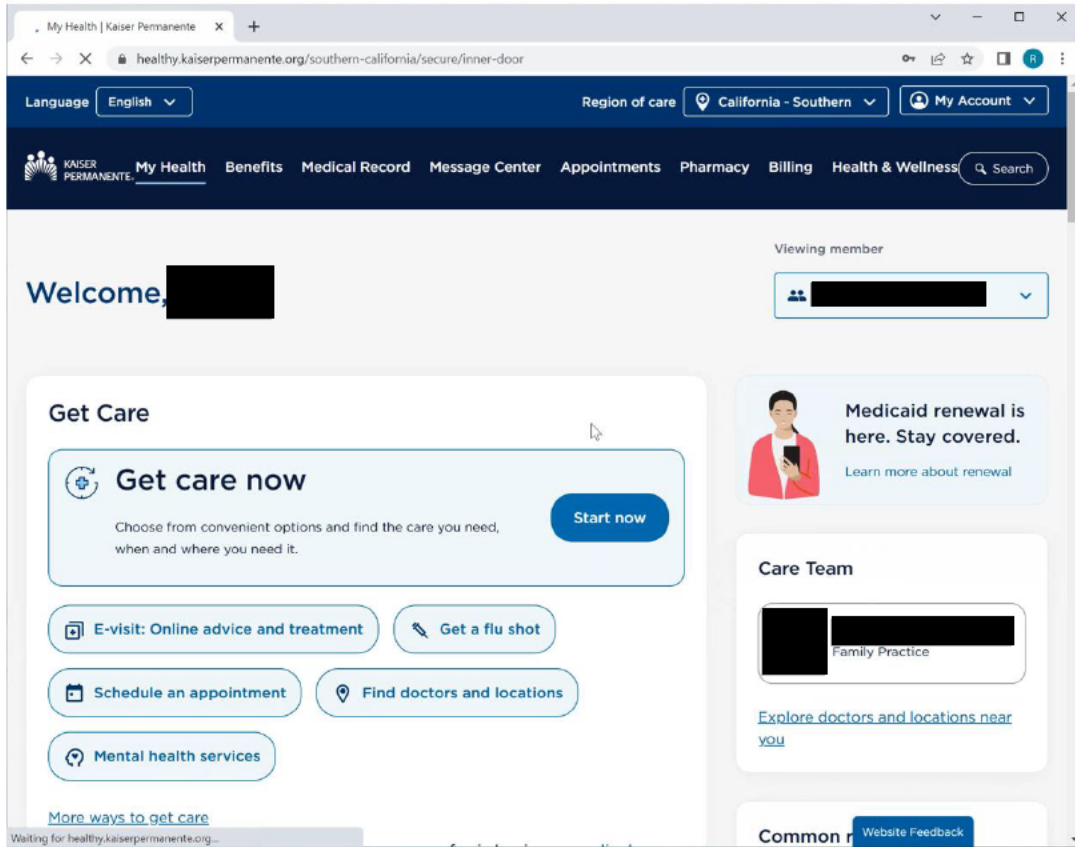 My Health | Kaiser Permanente
healthy.kaiserpermanente.org/southern-california/secure/inner-door
R
Language English
Region of care California - Southern My Account
KAISER PERMANENTE. My Health Benefits Medical Record Message Center Appointments Pharmacy Billing Health & Wellness Search
Viewing member
Welcome,
Get Care
Get care now
Choose from convenient options and find the care you need,
when and where you need it.
Start now
E-visit: Online advice and treatment
Get a flu shot
Schedule an appointment
Find doctors and locations
Mental health services
More ways to get care
Medicaid renewal is
here. Stay covered.
Learn more about renewal
Care Team
Family Practice
Explore doctors and locations near
you
Common
Website Feedback
Waiting for healthy.kaiserpermanente.org...